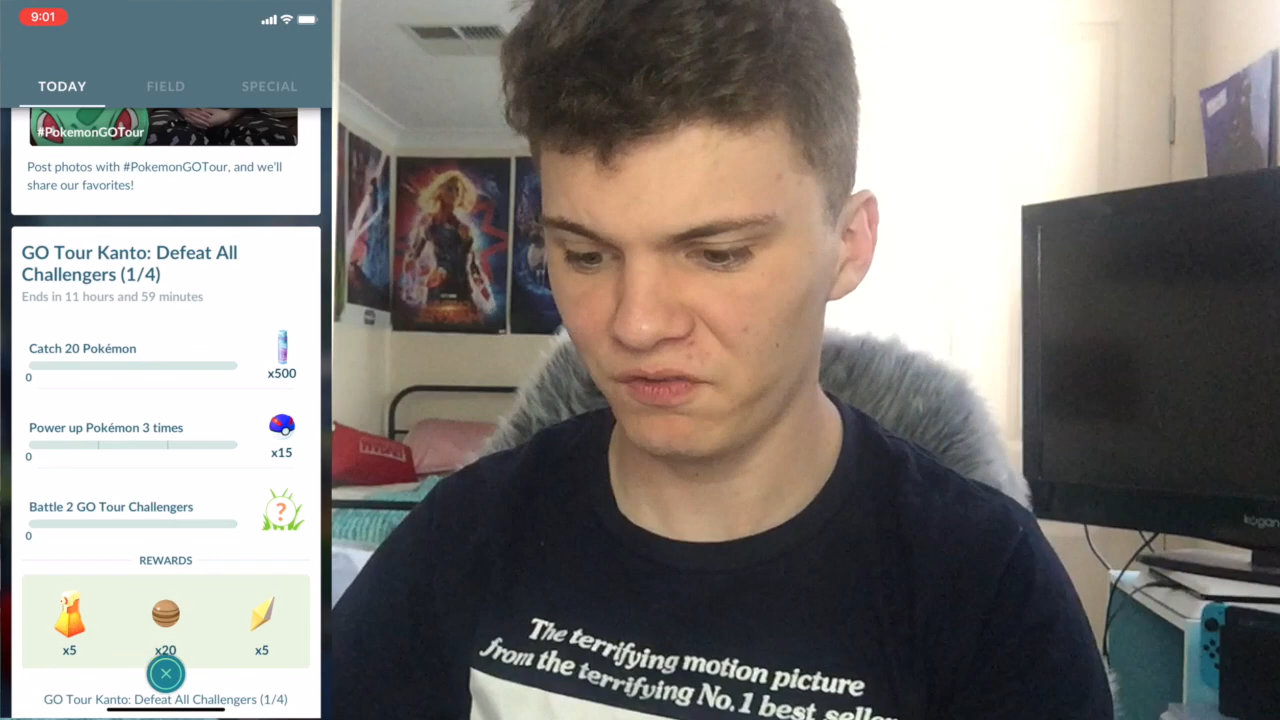 9:01
TODAY FIELD SPECIAL
#PokemonGOTour
Post photos with #PokemonGOTour, and we'll
share our favorites!
GO Tour Kanto: Defeat All
Challengers (1/4)
Ends in 11 hours and 59 minutes
Catch 20 Pokémon
0
x500
Power up Pokémon 3 times
0
x15
Battle 2 GO Tour Challengers
0
?
REWARDS
x5 x20 x5
GO Tour Kanto: Defeat All Challengers (1/4)
The terrifying motion picture
from the terrifying No.1 best
kogan